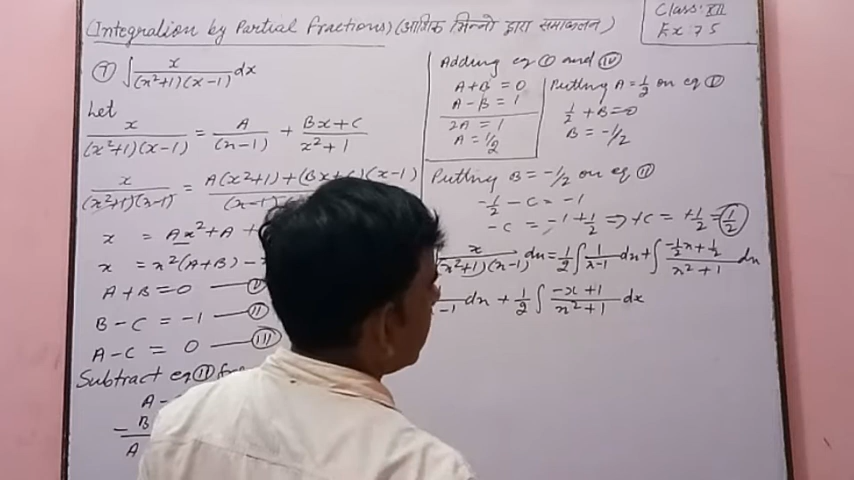 (Integration by Partial Fractions) (आंशिक भिन्नो द्वारा समाकलन)
Class: XII
Ex: 7.5
⑦ ∫ x/((x²+1)(x-1)) dx
Let
x/((x²+1)(x-1)) = A/(x-1) + (Bx+C)/(x²+1)
x/((x²+1)(x-1)) = (A(x²+1)+(Bx+C)(x-1))/(x-1)
x = Ax²+A +
x = x²(A+B) -
A+B=0
B-C = -1 — Ⓘ Ⓘ
A-C = 0 — (III)
Subtract eq (II)
A-
- B
A
Adding eq (I) and (IV)
A+B = 0
A-B = 1
2A = 1
A = 1/2
Putting A = 1/2 on eq (I)
1/2 + B = 0
B = -1/2
Putting B = -1/2 on eq (II)
-1/2 - C = -1
-C = -1 + 1/2 ⇒ +C = +1/2 = 1/2
x/((x²+1)(x-1)) dx = 1/2 ∫ 1/(x-1) dx + ∫ (-1/2x + 1/2)/(x²+1) dx
-1 dx + 1/2 ∫ (-x+1)/(x²+1) dx